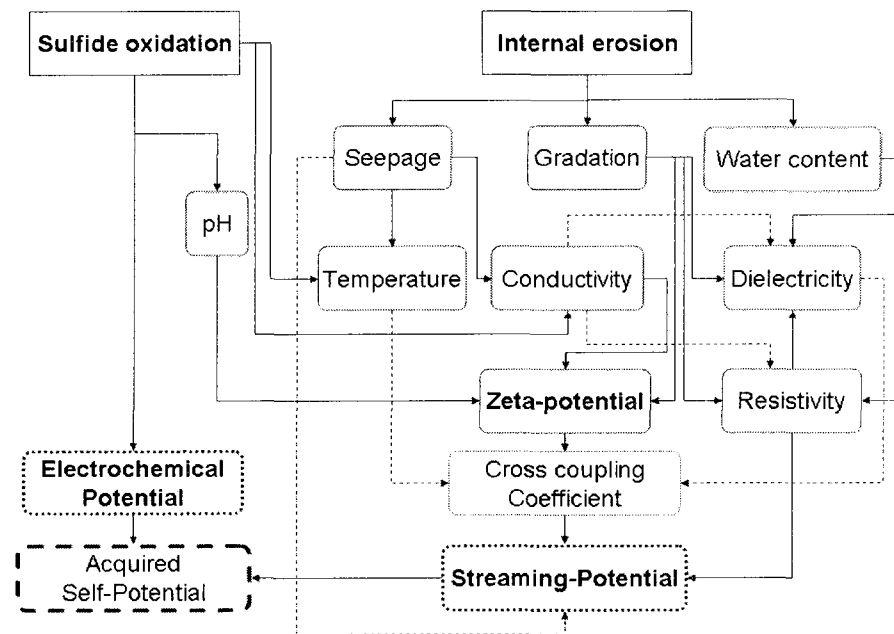 Sulfide oxidation
Internal erosion
Seepage
Gradation
Water content
pH
Temperature
Conductivity
Dielectricity
Zeta-potential
Resistivity
Electrochemical
Potential
Cross coupling
Coefficient
Acquired
Self-Potential
Streaming-Potential